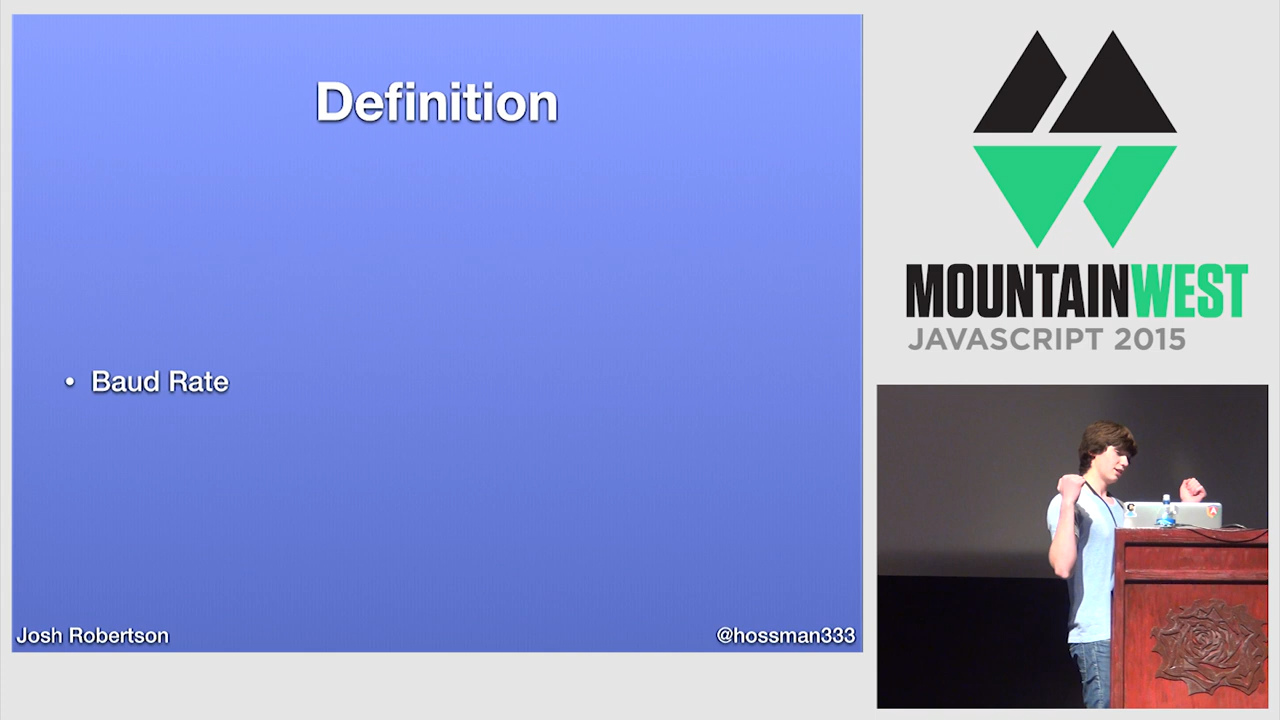 Definition
• Baud Rate
Josh Robertson
@hossman333
MOUNTAINWEST
JAVASCRIPT 2015